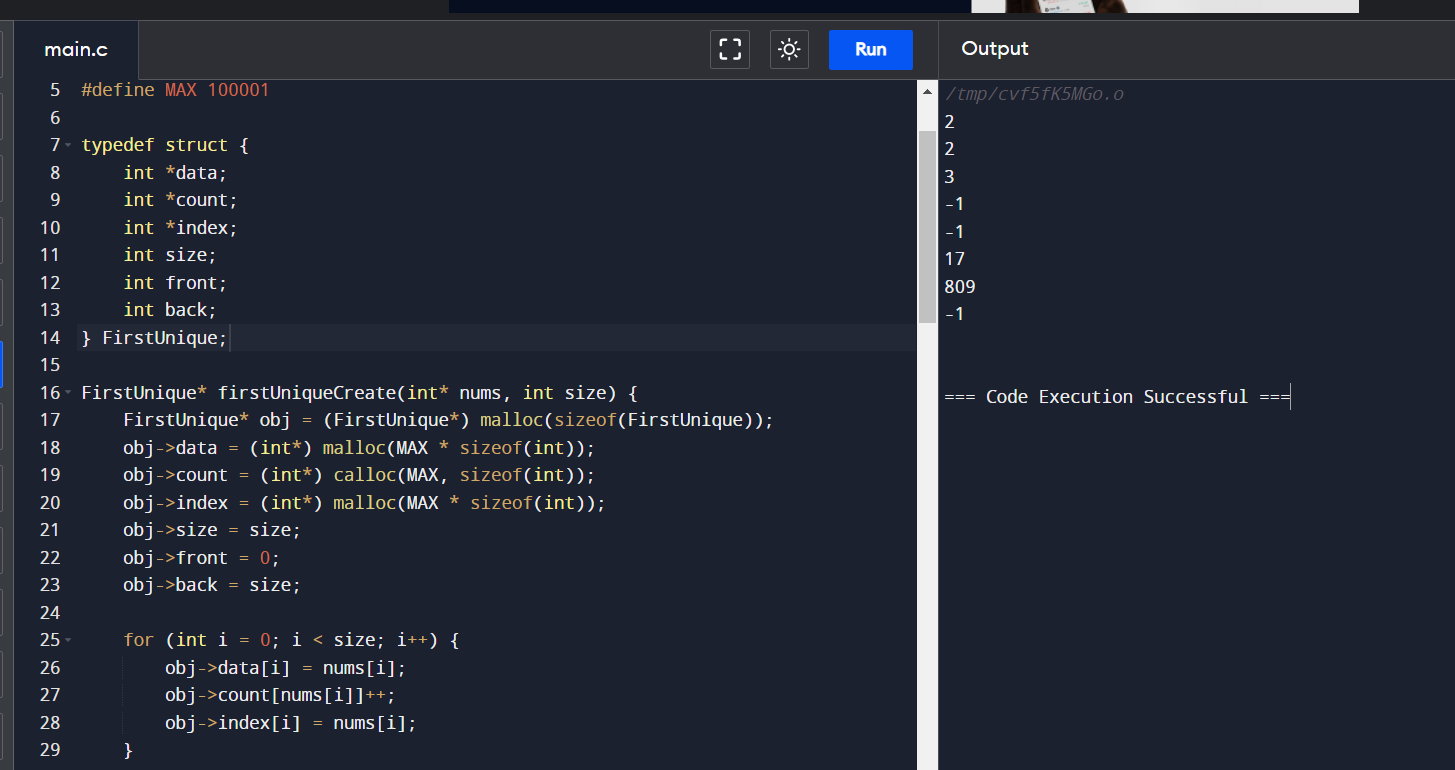 main.c
Run
5 #define MAX 100001
6
7 typedef struct {
8     int *data;
9     int *count;
10     int *index;
11     int size;
12     int front;
13     int back;
14 } FirstUnique;
15
16 FirstUnique* firstUniqueCreate(int* nums, int size) {
17     FirstUnique* obj = (FirstUnique*) malloc(sizeof(FirstUnique));
18     obj->data = (int*) malloc(MAX * sizeof(int));
19     obj->count = (int*) calloc(MAX, sizeof(int));
20     obj->index = (int*) malloc(MAX * sizeof(int));
21     obj->size = size;
22     obj->front = 0;
23     obj->back = size;
24
25     for (int i = 0; i < size; i++) {
26         obj->data[i] = nums[i];
27         obj->count[nums[i]]++;
28         obj->index[i] = nums[i];
29     }
Output
/tmp/cvf5fK5MGo.o
2
2
3
-1
-1
17
809
-1
=== Code Execution Successful ===